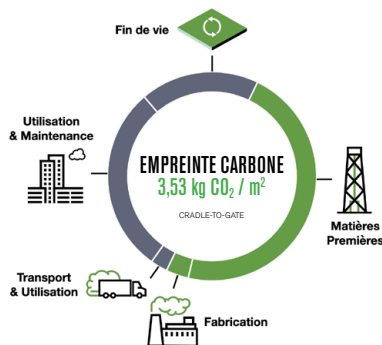 Fin de vie
Utilisation
& Maintenance
EMPREINTE CARBONE
3,53 kg CO₂ / m²
CRADLE-TO-GATE
Matières
Premières
Transport
& Utilisation
Fabrication